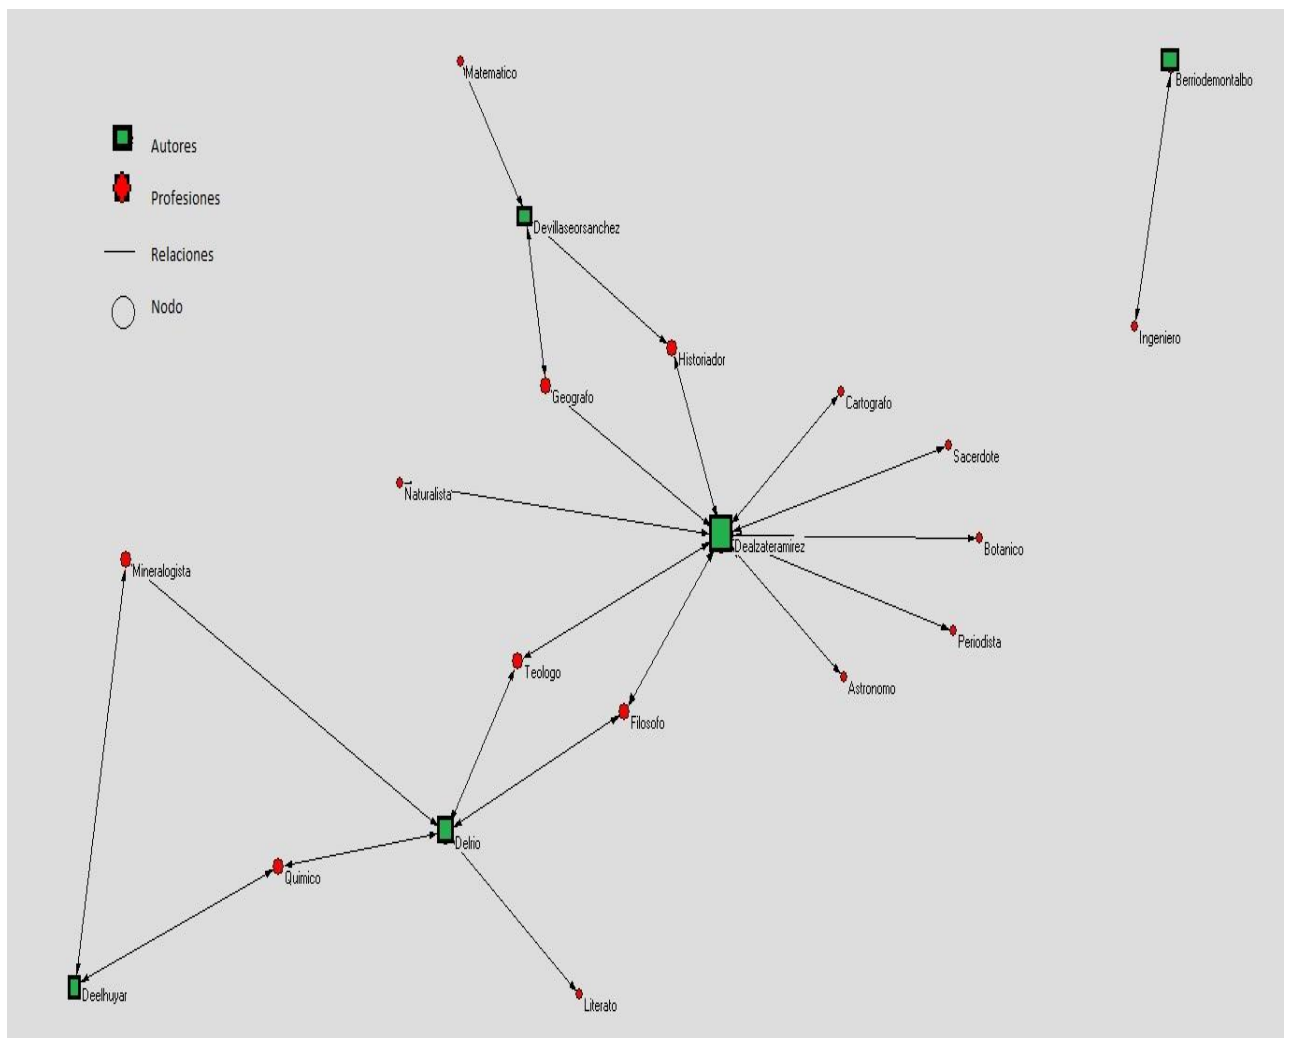 Matematico
Berriodemontalbo
Autores
Profesiones
Devillaseorsanchez
Relaciones
Nodo
Ingeniero
Historiador
Geografo
Cartografo
Sacerdote
Naturalista
Dealzateramirez
Botanico
Mineralogista
Periodista
Teologo
Astronomo
Filosofo
Delrio
Quimico
Deelhuyar
Literato